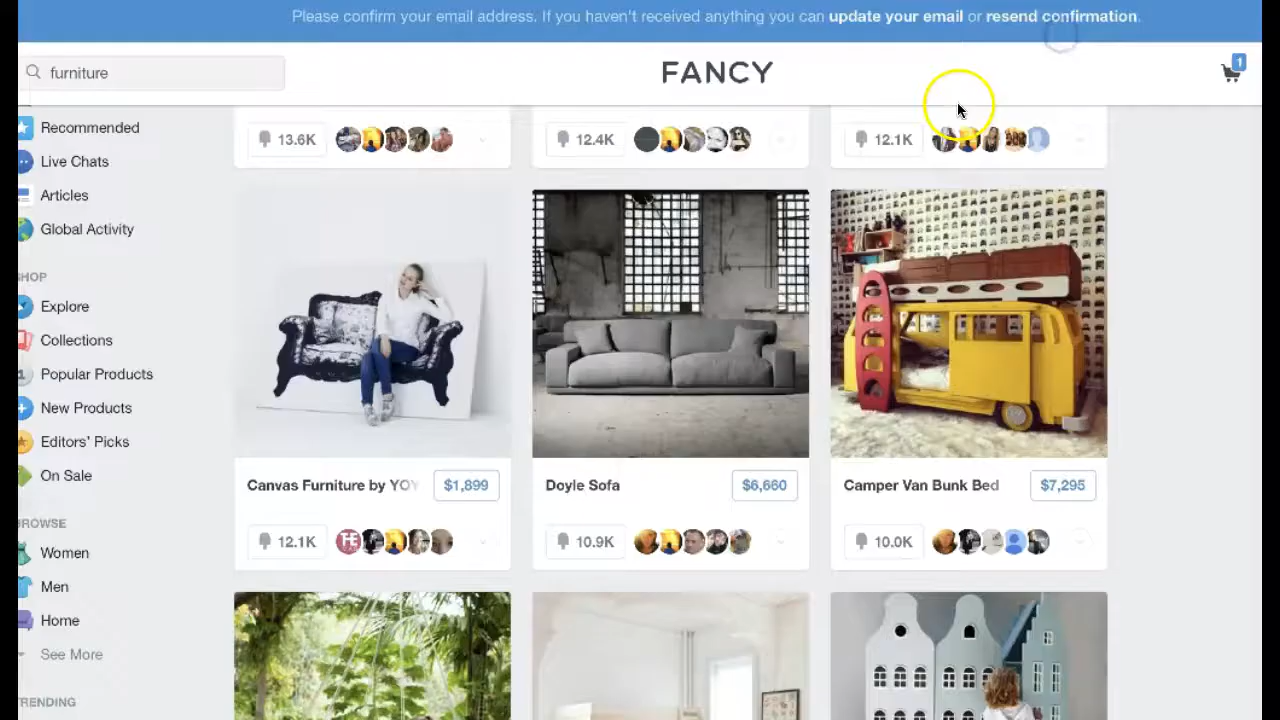 Please confirm your email address. If you haven't received anything you can update your email or resend confirmation.
furniture
FANCY
1
Recommended
Live Chats
Articles
Global Activity
SHOP
Explore
Collections
Popular Products
New Products
Editors' Picks
On Sale
BROWSE
Women
Men
Home
See More
TRENDING
13.6K
12.4K
12.1K
Canvas Furniture by YOY $1,899
Doyle Sofa $6,660
Camper Van Bunk Bed $7,295
12.1K
10.9K
10.0K